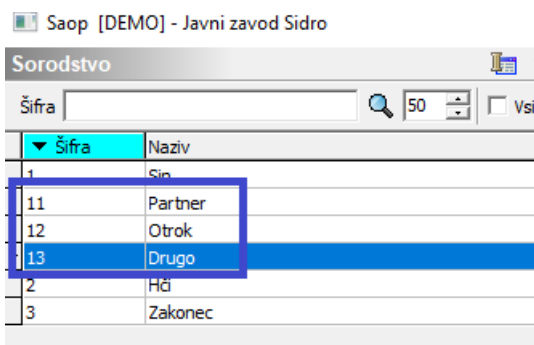 Saop [DEMO] - Javni zavod Sidro
Sorodstvo
Šifra 50 Vsi
Šifra Naziv
1 Sin
11 Partner
12 Otrok
13 Drugo
2 Hči
3 Zakonec